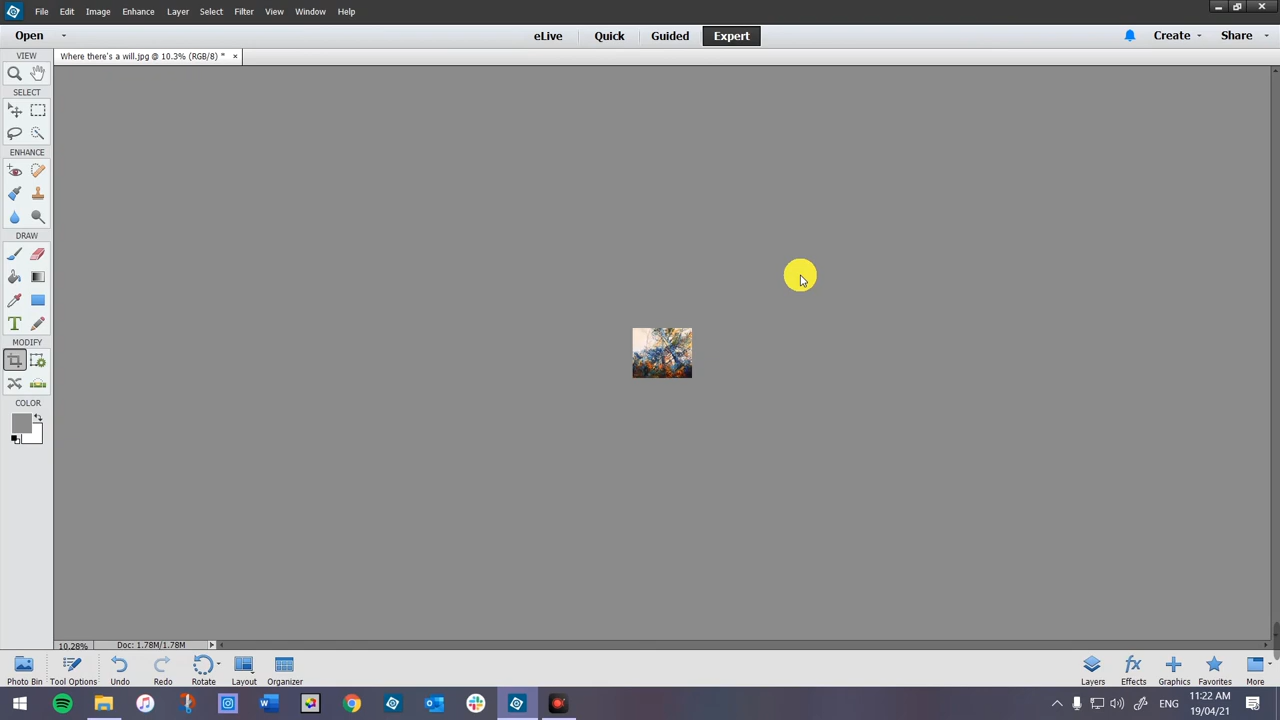 File Edit Image Enhance Layer Select Filter View Window Help
Open eLive Quick Guided Expert Create Share
Where there's a will.jpg @ 10.3% (RGB/8) * ×
VIEW
SELECT
ENHANCE
DRAW
T
MODIFY
COLOR
10.28% Doc: 1.78M/1.78M
Photo Bin Tool Options Undo Redo Rotate Layout Organizer Layers Effects Graphics Favorites More
ENG 11:22 AM
19/04/21